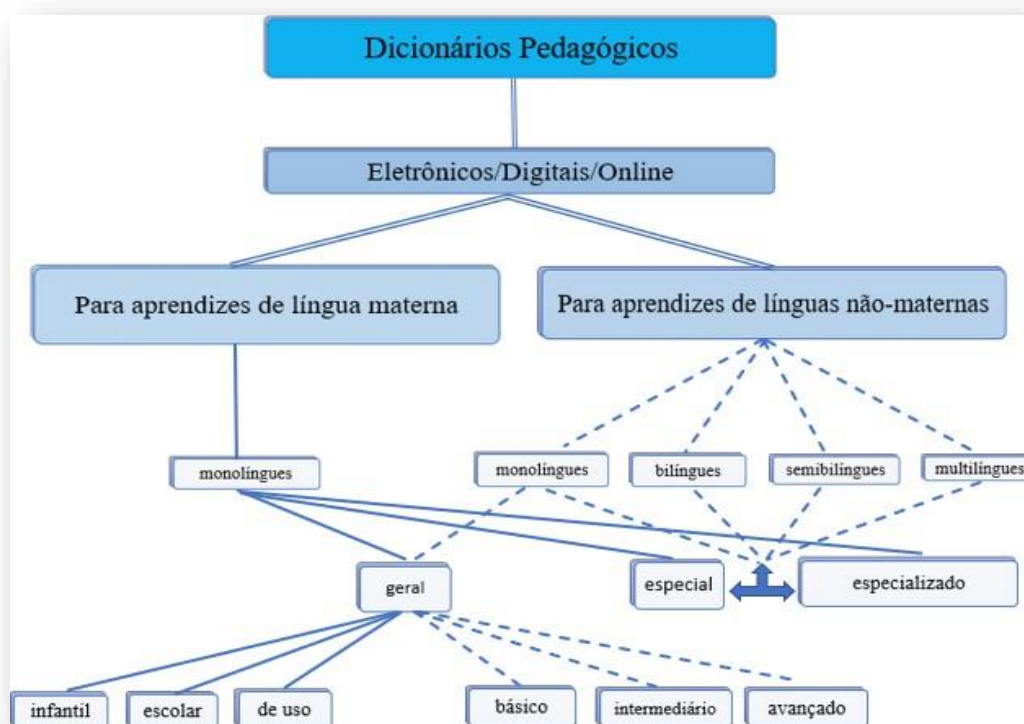 Dicionários Pedagógicos
Eletrônicos/Digitais/Online
Para aprendizes de língua materna
Para aprendizes de línguas não-maternas
monolíngues
monolíngues
bilíngues
semibilíngues
multilíngues
geral
especial
especializado
infantil
escolar
de uso
básico
intermediário
avançado